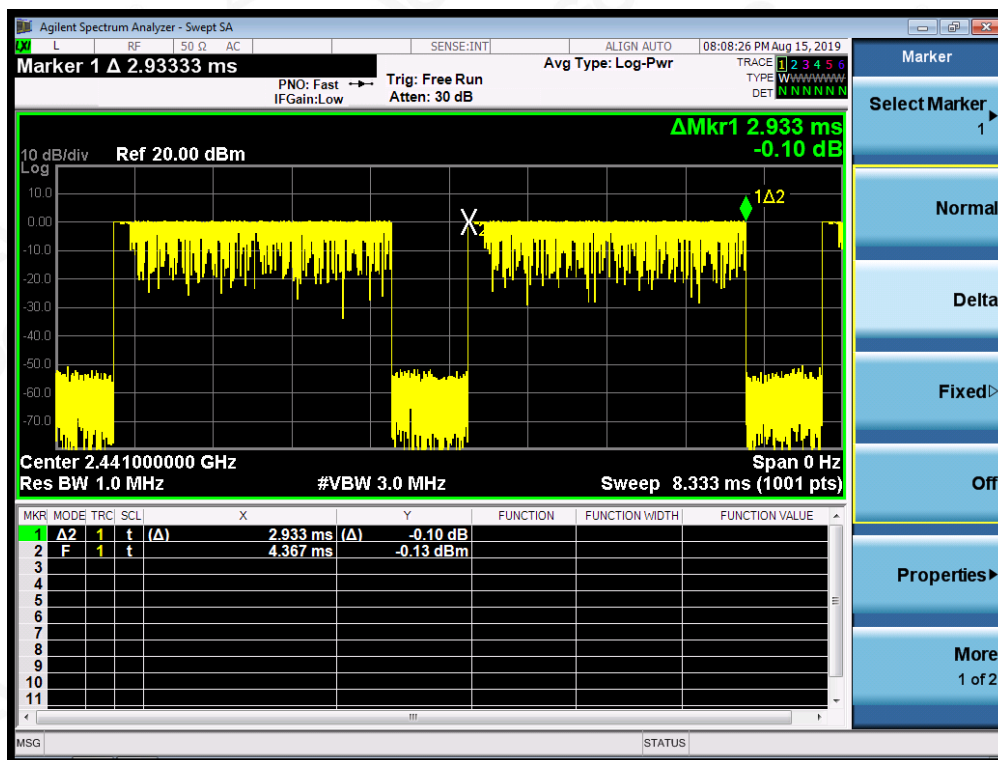 Agilent Spectrum Analyzer - Swept SA
LXI L RF 50 Ω AC SENSE:INT ALIGN AUTO 08:08:26 PM Aug 15, 2019
Marker 1 Δ 2.93333 ms
PNO: Fast
IFGain:Low
Trig: Free Run
Atten: 30 dB
Avg Type: Log-Pwr
TRACE 1 2 3 4 5 6
TYPE WWWWWWW
DET N N N N N N
ΔMkr1 2.933 ms
-0.10 dB
10 dB/div Ref 20.00 dBm
Log
10.0
0.00
-10.0
-20.0
-30.0
-40.0
-50.0
-60.0
-70.0
X2
1Δ2
Center 2.441000000 GHz Span 0 Hz
Res BW 1.0 MHz #VBW 3.0 MHz Sweep 8.333 ms (1001 pts)
MKR MODE TRC SCL X Y FUNCTION FUNCTION WIDTH FUNCTION VALUE
1 Δ2 1 t (Δ) 2.933 ms (Δ) -0.10 dB
2 F 1 t 4.367 ms -0.13 dBm
3
4
5
6
7
8
9
10
11
MSG STATUS
Marker
Select Marker
1
Normal
Delta
Fixed
Off
Properties
More
1 of 2